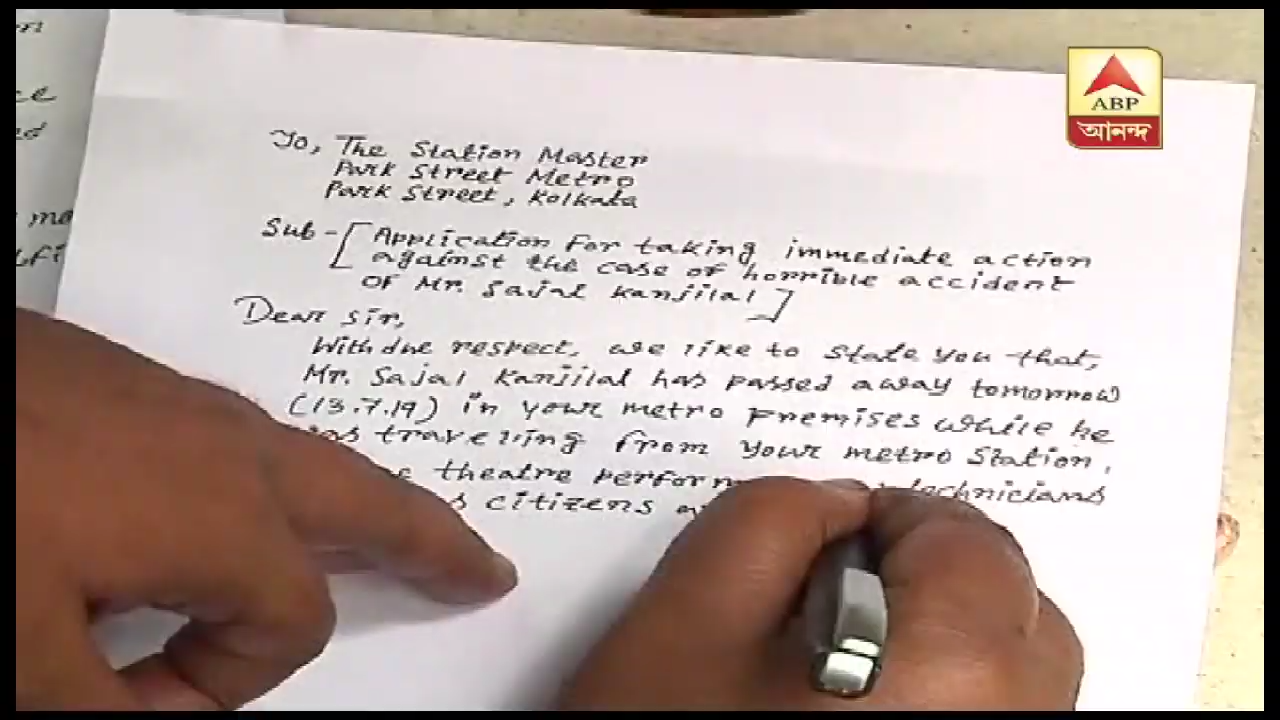 ABP
আনন্দ
To, The Station Master
Park Street Metro
Park Street, Kolkata
Sub - [Application For taking immediate action
against the case of horrible accident
OF Mr. Sajal Kanjilal]
Dear Sir,
With due respect, we like to state you that,
Mr. Sajal Kanjilal has passed away tomorrow
(13.7.19) in your metro premises while he
travelling from your metro station,
theatre technicians
citizens